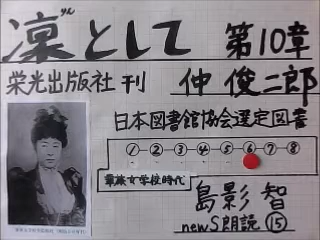 りん
凛として 第10章
栄光出版社 刊 仲 俊二郎
日本図書館協会選定図書
① ② ③ ④ ⑤ ⑥ ⑦ ⑧
華族女学校時代
島影 智
newS朗読 ⑮